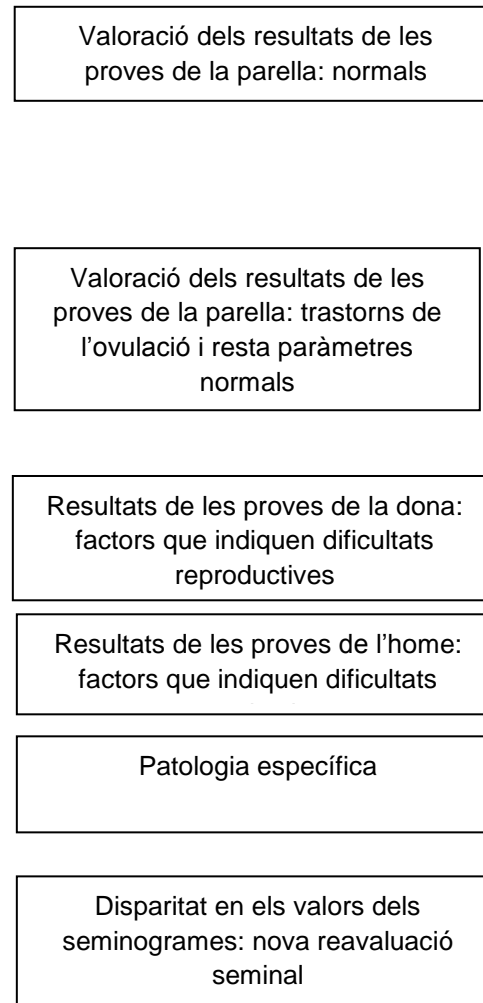 Valoració dels resultats de les
proves de la parella: normals
Valoració dels resultats de les
proves de la parella: trastorns de
l’ovulació i resta paràmetres
normals
Resultats de les proves de la dona:
factors que indiquen dificultats
reproductives
Resultats de les proves de l’home:
factors que indiquen dificultats
Patologia específica
Disparitat en els valors dels
seminogrames: nova reavaluació
seminal